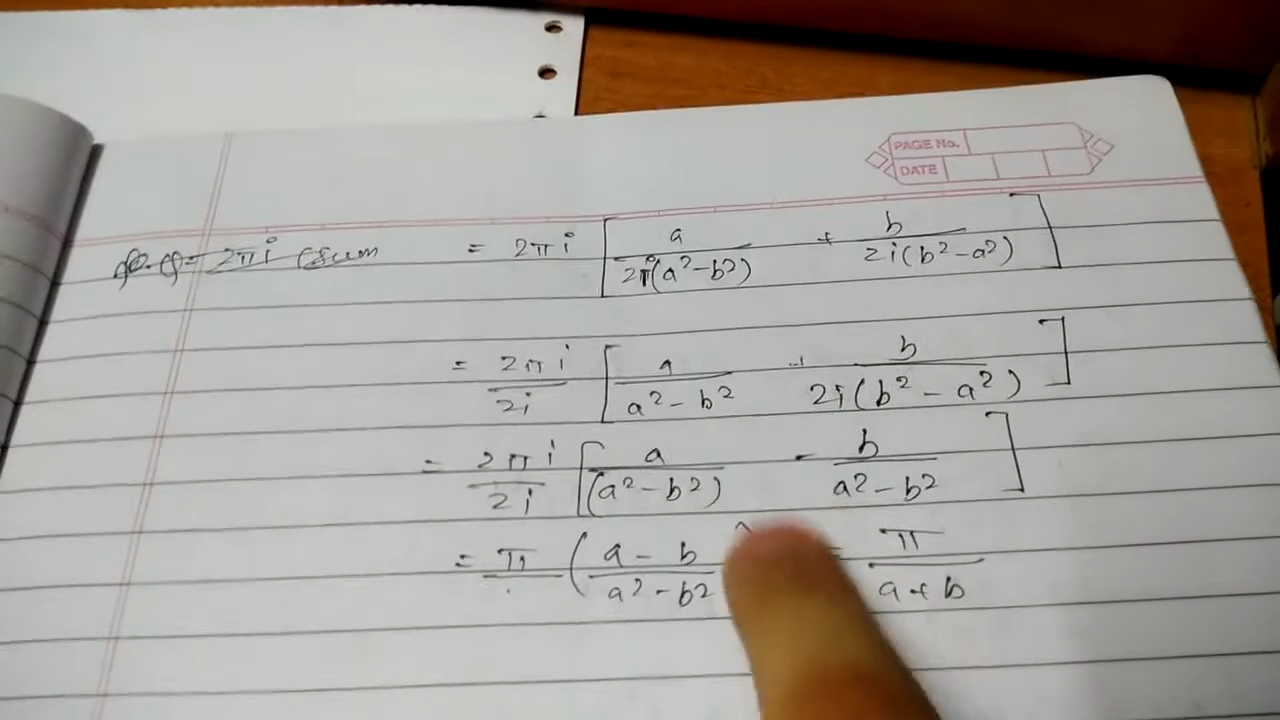 PAGE No.
DATE
= 2πi [ a / 2i(a² - b²) + b / 2i(b² - a²) ]
= 2πi / 2i [ a / a² - b² + b / 2i(b² - a²) ]
= 2πi / 2i [ a / (a² - b²) - b / a² - b² ]
= π ( a - b / a² - b² = π / a + b